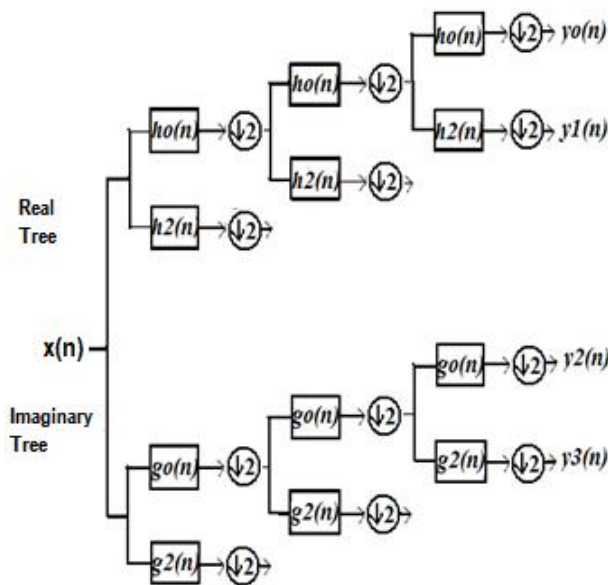 ho(n) ↓2 yo(n)
ho(n) ↓2
ho(n) ↓2 h2(n) ↓2 y1(n)
h2(n) ↓2
Real
Tree
h2(n) ↓2
x(n)
go(n) ↓2 y2(n)
Imaginary
Tree
go(n) ↓2
go(n) ↓2 g2(n) ↓2 y3(n)
g2(n) ↓2
g2(n) ↓2